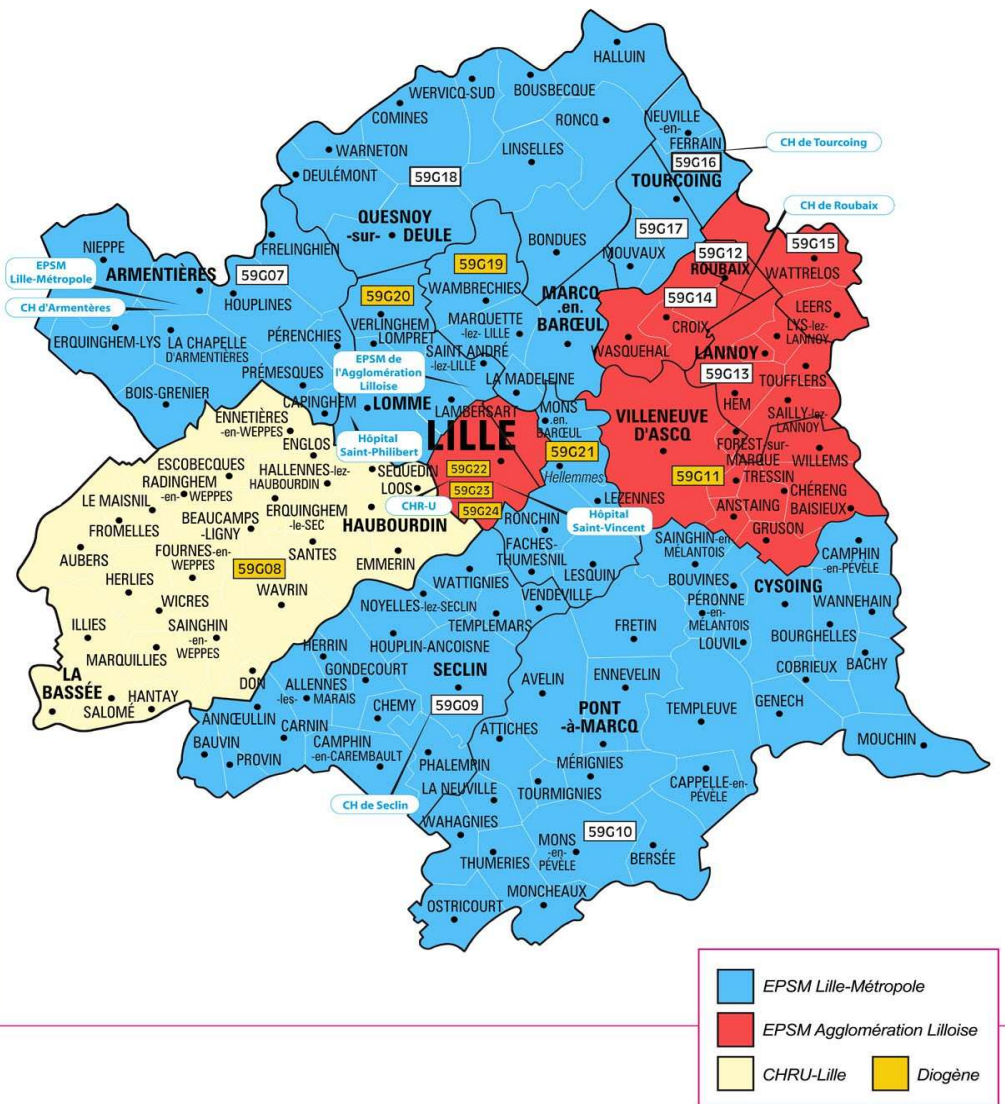 HALLUIN
WERVICQ-SUD
BOUSBECQUE
COMINES
RONCQ
NEUVILLE
-en-
FERRAIN
CH de Tourcoing
WARNETON
LINSELLES
59G16
DEULÉMONT
59G18
TOURCOING
CH de Roubaix
QUESNOY
-sur- DEULE
NIEPPE
FRELINGHIEN
BONDUES
59G17
59G15
EPSM
Lille-Métropole
ARMENTIÈRES
59G07
59G19
MOUVAUX
59G12
ROUBAIX
WATTRELOS
CH d'Armentères
HOUPLINES
59G20
WAMBRECHIES
MARCQ
.en.
BARŒUL
59G14
LEERS
ERQUINGHEM-LYS
LA CHAPELLE
D'ARMENTIÈRES
PÉRENCHIES
VERLINGHEM
LOMPRET
MARQUETTE
-lez- LILLE
CROIX
LYS-lez-
LANNOY
WASQUEHAL
LANNOY
EPSM de
l'Agglomération
Lilloise
SAINT ANDRÉ
-lez-LILLE
59G13
TOUFFLERS
PRÉMESQUES
LA MADELEINE
BOIS-GRENIER
CAPINGHEM
LOMME
LAMBERSART
MONS
.en.
BARŒUL
VILLENEUVE
D'ASCQ
HEM
SAILLY-lez-
LANNOY
ENNETIÈRES
-en-WEPPES
ENGLOS
Hôpital
Saint-Philibert
LILLE
59G21
FOREST-sur-
MARQUE
WILLEMS
ESCOBECQUES
HALLENNES-lez-
HAUBOURDIN
SEQUEDIN
59G22
Hellemmes
59G11
TRESSIN
RADINGHEM
-en-WEPPES
LOOS
59G23
LEZENNES
CHÉRENG
LE MAISNIL
ERQUINGHEM
-le-SEC
CHR-U
59G24
Hôpital
Saint-Vincent
ANSTAING
BAISIEUX
FROMELLES
BEAUCAMPS
-LIGNY
HAUBOURDIN
RONCHIN
GRUSON
AUBERS
FOURNES-en-
WEPPES
SANTES
EMMERIN
FACHES-
THUMESNIL
SAINGHIN-en-
MÉLANTOIS
CAMPHIN
-en-PÉVÈLE
HERLIES
59G08
WATTIGNIES
LESQUIN
BOUVINES
CYSOING
WICRES
WAVRIN
NOYELLES-lez-SECLIN
VENDEVILLE
PÉRONNE
-en-
MÉLANTOIS
WANNEHAIN
ILLIES
SAINGHIN
-en-
WEPPES
TEMPLEMARS
FRETIN
LOUVIL
BOURGHELLES
MARQUILLIES
HERRIN
HOUPLIN-ANCOISNE
BACHY
LA
BASSÉE
DON
GONDECOURT
SECLIN
ENNEVELIN
COBRIEUX
HANTAY
ALLENNES
-les-
MARAIS
AVELIN
GENECH
SALOMÉ
ANNŒULLIN
CHEMY
59G09
PONT
-à-MARCQ
TEMPLEUVE
BAUVIN
CARNIN
ATTICHES
MOUCHIN
PROVIN
CAMPHIN
-en-CAREMBAULT
PHALEMPIN
MÉRIGNIES
LA NEUVILLE
TOURMIGNIES
CAPPELLE-en-
PÉVÈLE
CH de Seclin
WAHAGNIES
59G10
THUMERIES
MONS
-en-
PÉVÈLE
BERSÉE
MONCHEAUX
OSTRICOURT
EPSM Lille-Métropole
EPSM Agglomération Lilloise
CHRU-Lille
Diogène